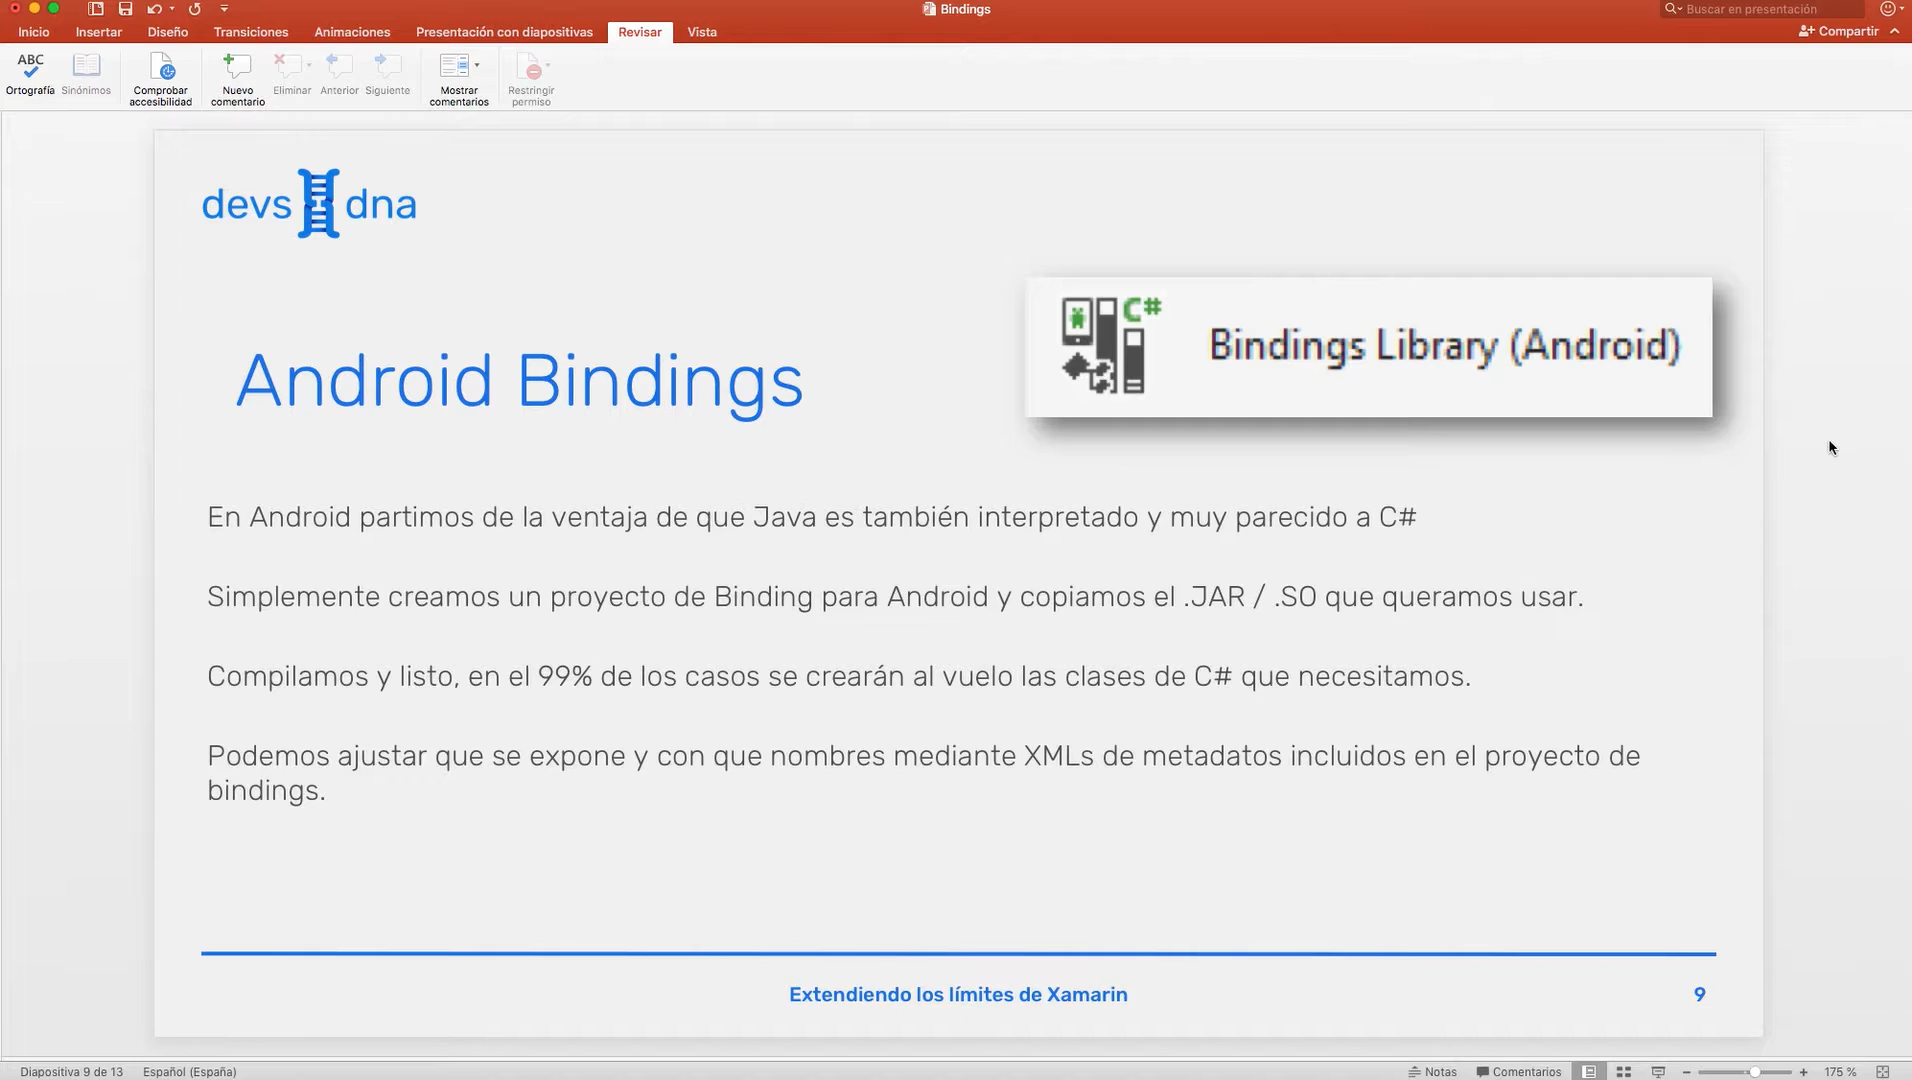 Bindings
Buscar en presentación
Inicio Insertar Diseño Transiciones Animaciones Presentación con diapositivas Revisar Vista
Compartir
ABC
Ortografía Sinónimos Comprobar accesibilidad Nuevo comentario Eliminar Anterior Siguiente Mostrar comentarios Restringir permiso
devs dna
C#
Bindings Library (Android)
Android Bindings
En Android partimos de la ventaja de que Java es también interpretado y muy parecido a C#
Simplemente creamos un proyecto de Binding para Android y copiamos el .JAR / .SO que queramos usar.
Compilamos y listo, en el 99% de los casos se crearán al vuelo las clases de C# que necesitamos.
Podemos ajustar que se expone y con que nombres mediante XMLs de metadatos incluidos en el proyecto de
bindings.
Extendiendo los límites de Xamarin
9
Diapositiva 9 de 13 Español (España) Notas Comentarios 175 %